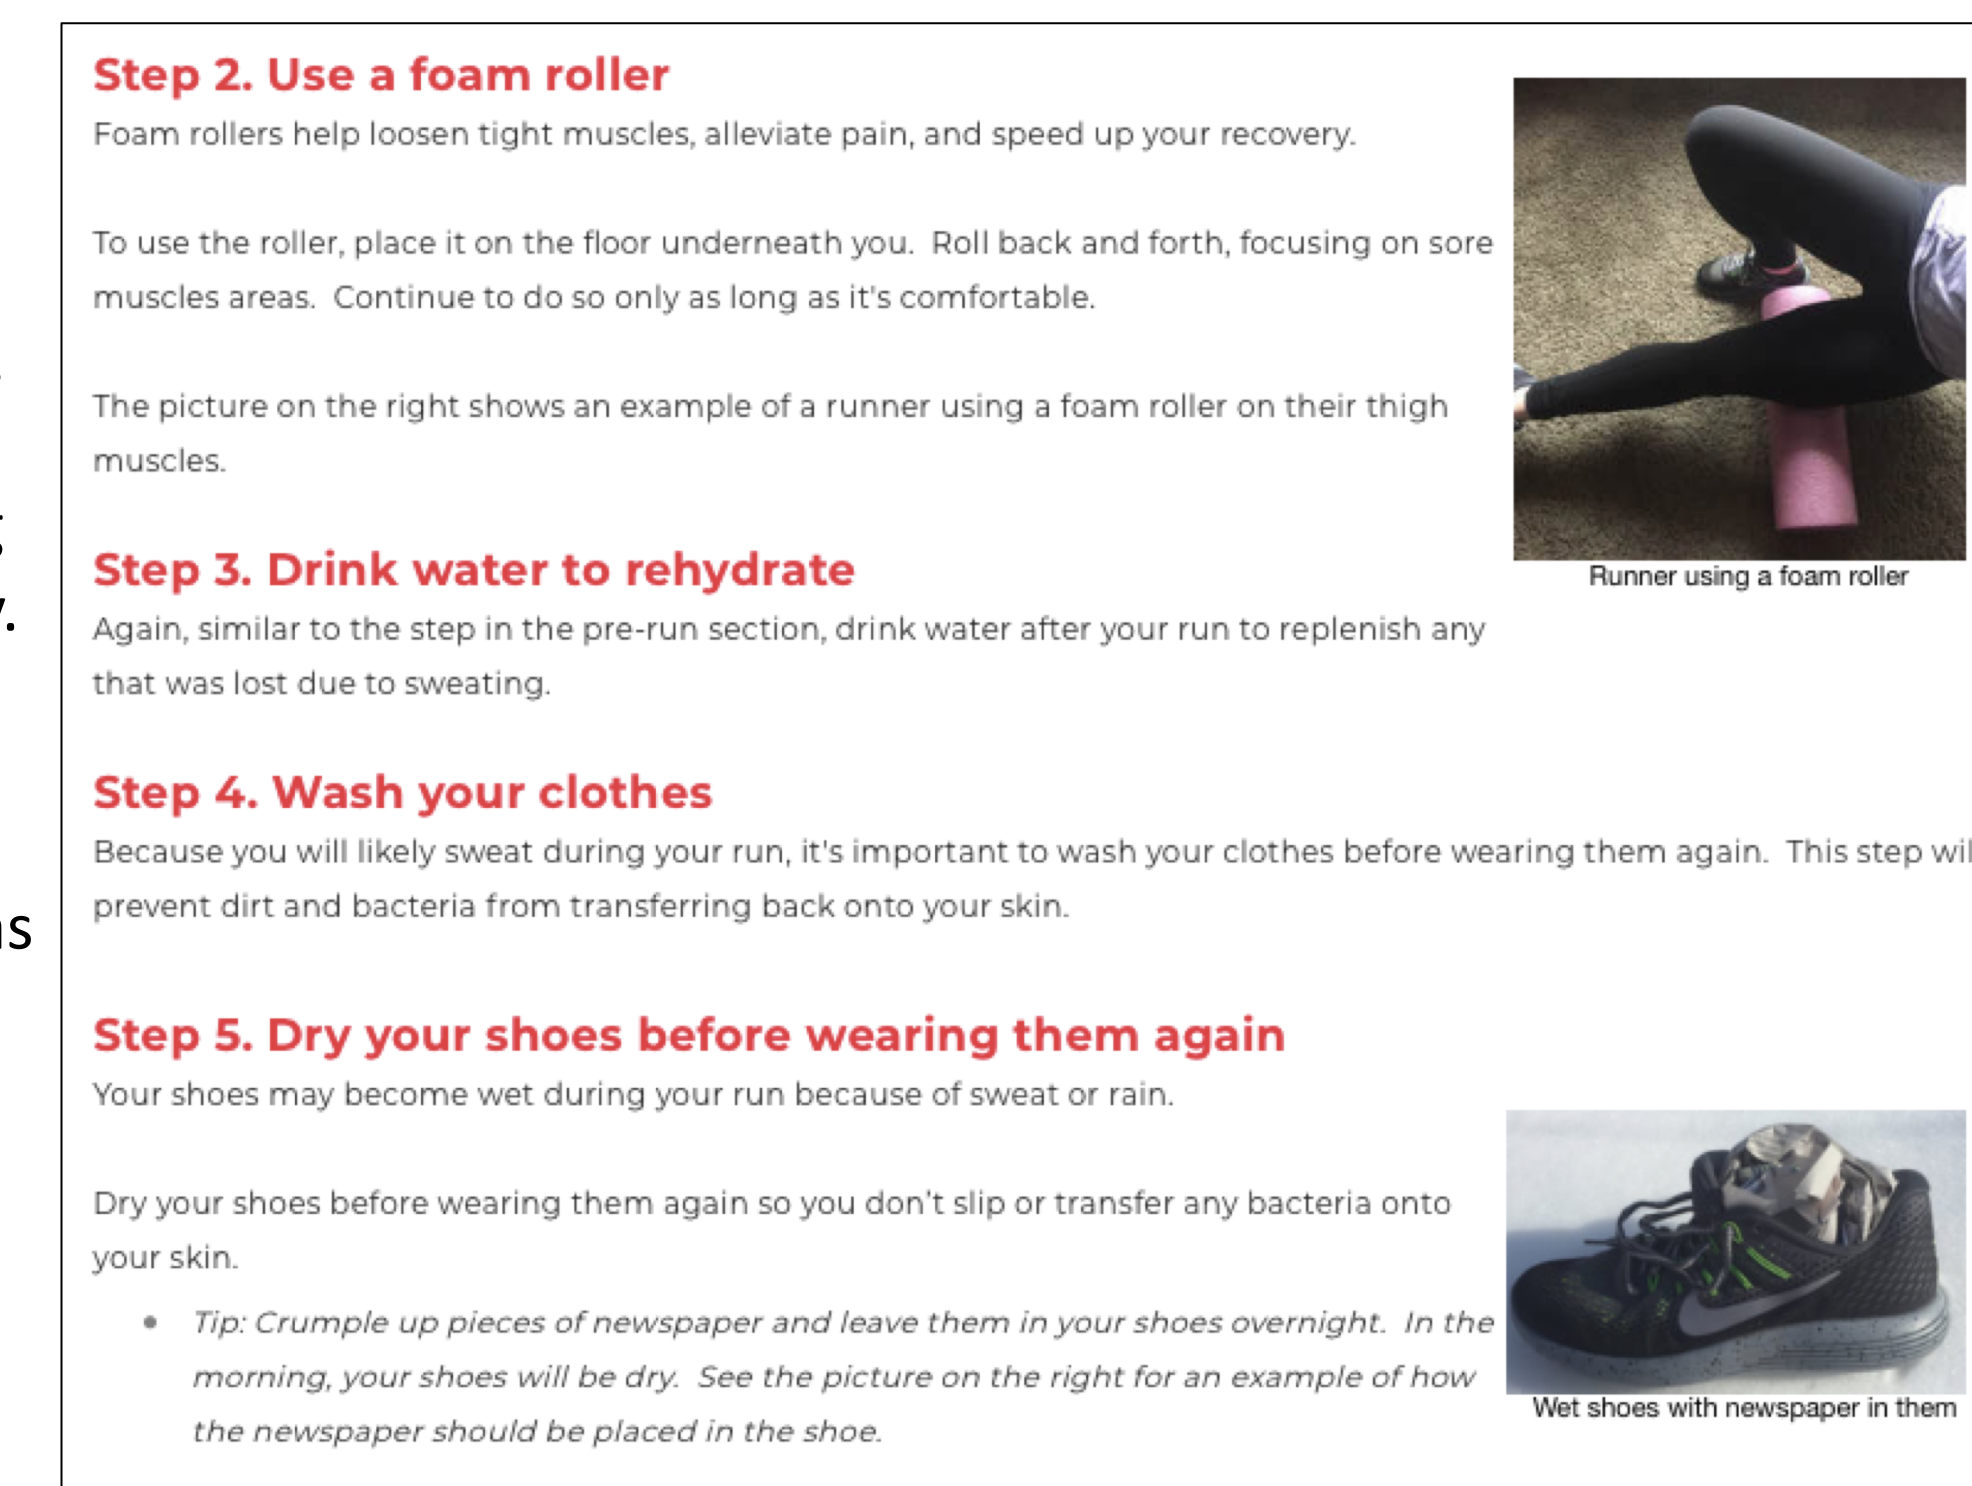 Step 2. Use a foam roller
Foam rollers help loosen tight muscles, alleviate pain, and speed up your recovery.
To use the roller, place it on the floor underneath you.  Roll back and forth, focusing on sore
muscles areas.  Continue to do so only as long as it's comfortable.
The picture on the right shows an example of a runner using a foam roller on their thigh
muscles.
Runner using a foam roller
Step 3. Drink water to rehydrate
Again, similar to the step in the pre-run section, drink water after your run to replenish any
that was lost due to sweating.
Step 4. Wash your clothes
Because you will likely sweat during your run, it's important to wash your clothes before wearing them again.  This step
prevent dirt and bacteria from transferring back onto your skin.
Step 5. Dry your shoes before wearing them again
Your shoes may become wet during your run because of sweat or rain.
Dry your shoes before wearing them again so you don't slip or transfer any bacteria onto
your skin.
• Tip: Crumple up pieces of newspaper and leave them in your shoes overnight.  In the
morning, your shoes will be dry.  See the picture on the right for an example of how
the newspaper should be placed in the shoe.
Wet shoes with newspaper in them